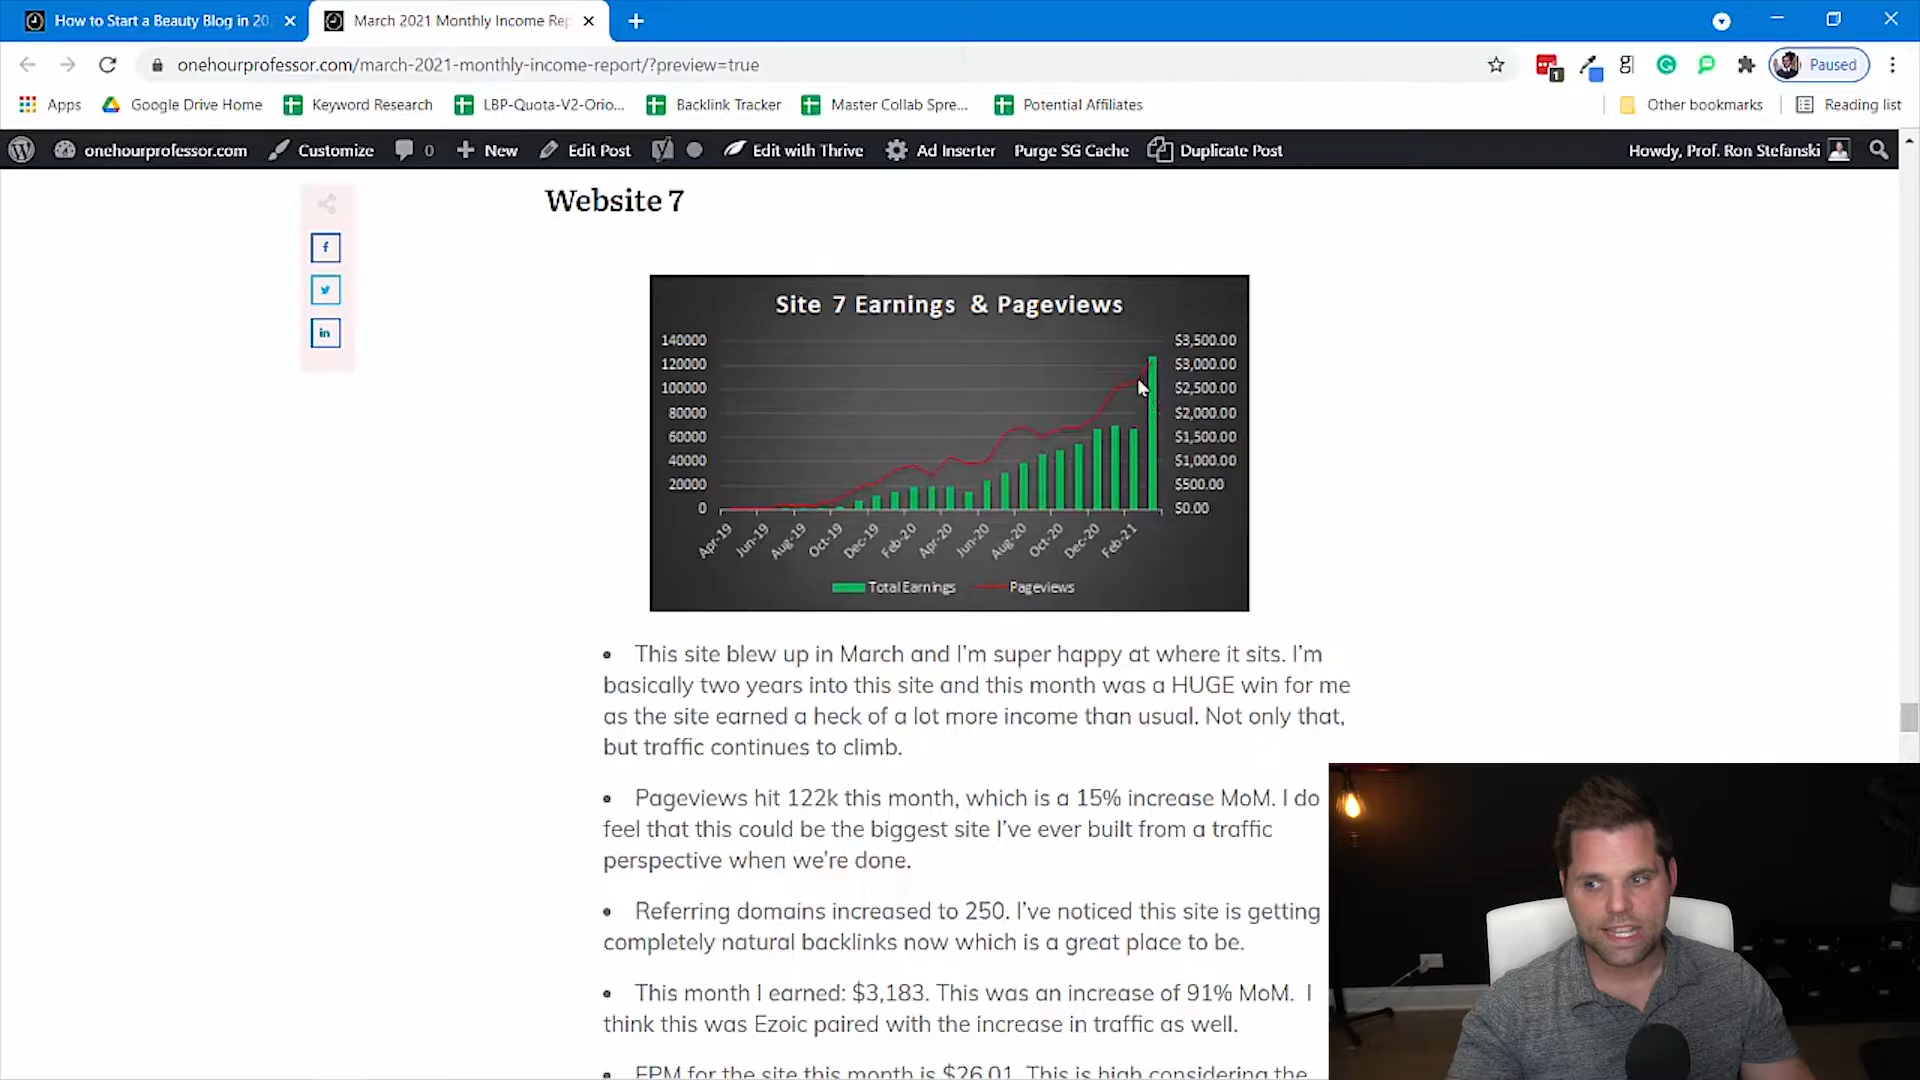 How to Start a Beauty Blog in 20
March 2021 Monthly Income Rep
onehourprofessor.com/march-2021-monthly-income-report/?preview=true
1
Paused
Apps
Google Drive Home
Keyword Research
LBP-Quota-V2-Orio...
Backlink Tracker
Master Collab Spre...
Potential Affiliates
Other bookmarks
Reading list
onehourprofessor.com
Customize
0
New
Edit Post
Edit with Thrive
Ad Inserter
Purge SG Cache
Duplicate Post
Howdy, Prof. Ron Stefanski
Website 7
Site 7 Earnings & Pageviews
140000 $3,500.00
120000 $3,000.00
100000 $2,500.00
80000 $2,000.00
60000 $1,500.00
40000 $1,000.00
20000 $500.00
0 $0.00
Apr-19 Jun-19 Aug-19 Oct-19 Dec-19 Feb-20 Apr-20 Jun-20 Aug-20 Oct-20 Dec-20 Feb-21
Total Earnings Pageviews
• This site blew up in March and I'm super happy at where it sits. I'm
basically two years into this site and this month was a HUGE win for me
as the site earned a heck of a lot more income than usual. Not only that,
but traffic continues to climb.
• Pageviews hit 122k this month, which is a 15% increase MoM. I do
feel that this could be the biggest site I've ever built from a traffic
perspective when we're done.
• Referring domains increased to 250. I've noticed this site is getting
completely natural backlinks now which is a great place to be.
• This month I earned: $3,183. This was an increase of 91% MoM. I
think this was Ezoic paired with the increase in traffic as well.
• EPM for the site this month is $26.01. This is high considering the